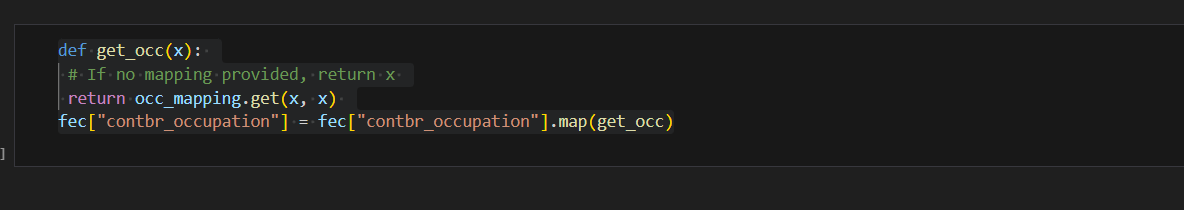 def get_occ(x):
 # If no mapping provided, return x
 return occ_mapping.get(x, x)
fec["contbr_occupation"] = fec["contbr_occupation"].map(get_occ)
]